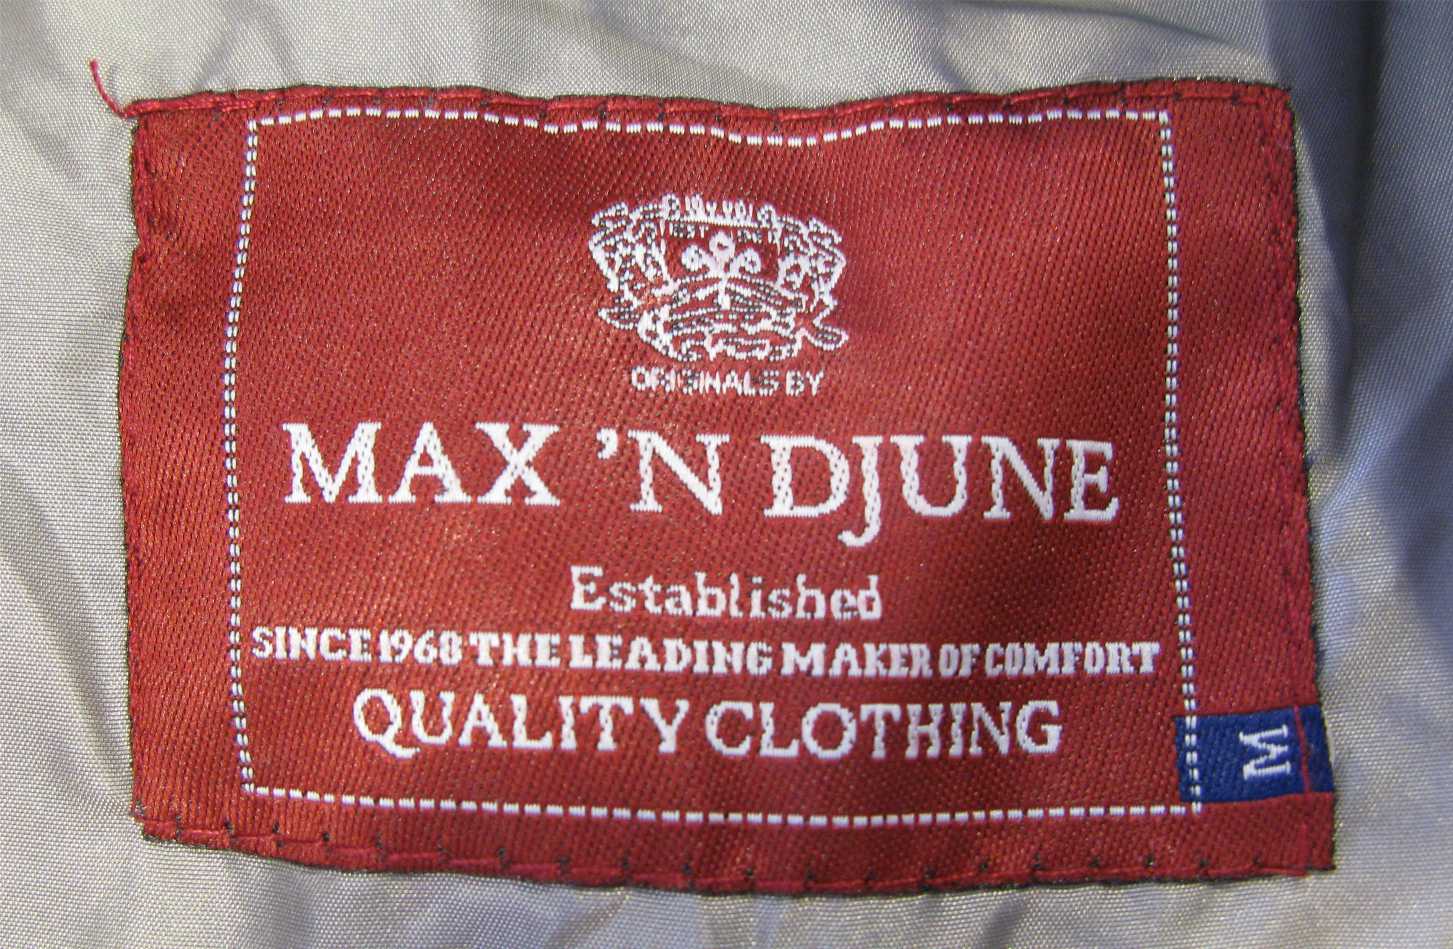 ORIGINALS BY
MAX 'N DJUNE
Established
SINCE 1968 THE LEADING MAKER OF COMFORT
QUALITY CLOTHING
M